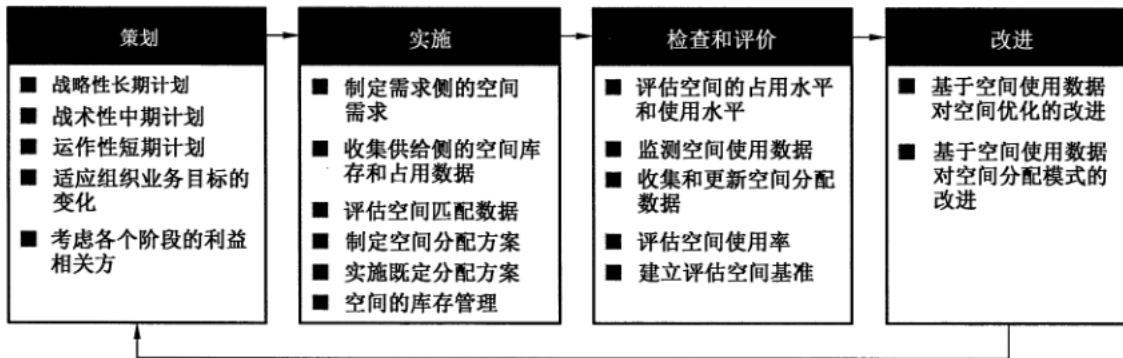 策划
■ 战略性长期计划
■ 战术性中期计划
■ 运作性短期计划
■ 适应组织业务目标的
变化
■ 考虑各个阶段的利益
相关方
实施
■ 制定需求侧的空间
需求
■ 收集供给侧的空间库
存和占用数据
■ 评估空间匹配数据
■ 制定空间分配方案
■ 实施既定分配方案
■ 空间的库存管理
检查和评价
■ 评估空间的占用水平
和使用水平
■ 监测空间使用数据
■ 收集和更新空间分配
数据
■ 评估空间使用率
■ 建立评估空间基准
改进
■ 基于空间使用数据
对空间优化的改进
■ 基于空间使用数据
对空间分配模式的
改进